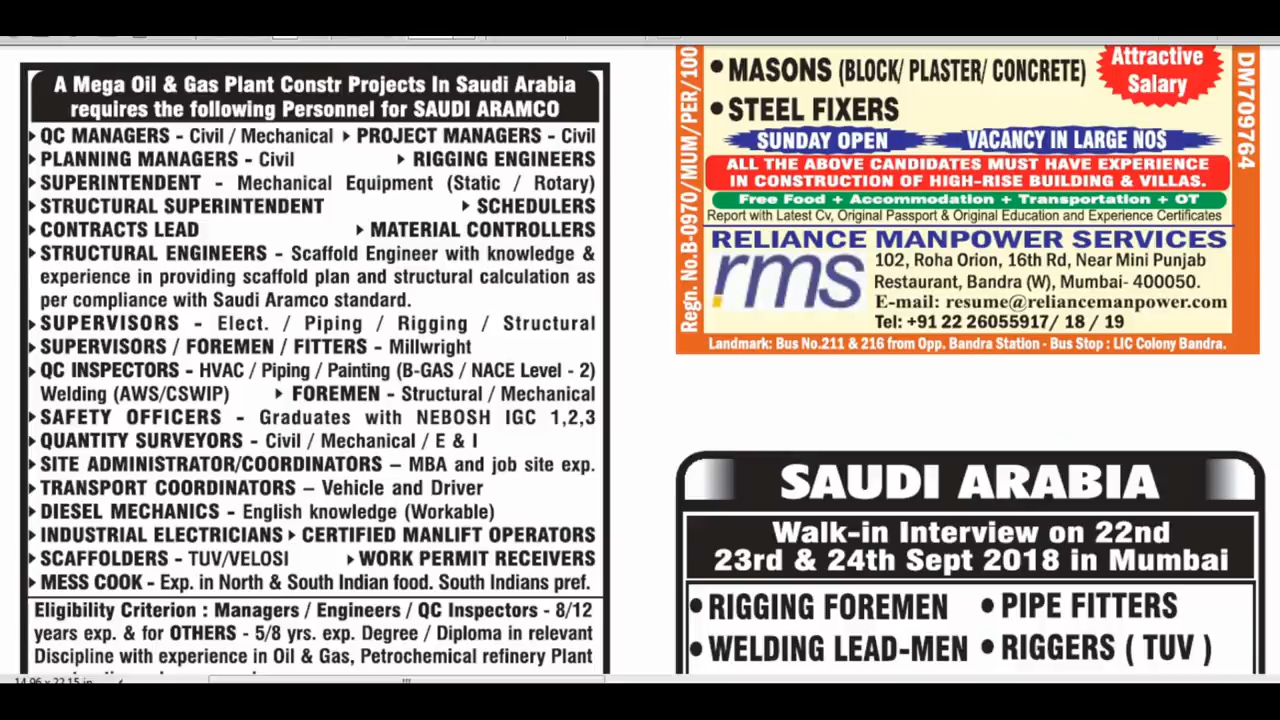 A Mega Oil & Gas Plant Constr Projects In Saudi Arabia
requires the following Personnel for SAUDI ARAMCO
QC MANAGERS - Civil / Mechanical PROJECT MANAGERS - Civil
PLANNING MANAGERS - Civil RIGGING ENGINEERS
SUPERINTENDENT - Mechanical Equipment (Static / Rotary)
STRUCTURAL SUPERINTENDENT SCHEDULERS
CONTRACTS LEAD MATERIAL CONTROLLERS
STRUCTURAL ENGINEERS - Scaffold Engineer with knowledge &
experience in providing scaffold plan and structural calculation as
per compliance with Saudi Aramco standard.
SUPERVISORS - Elect. / Piping / Rigging / Structural
SUPERVISORS / FOREMEN / FITTERS - Millwright
QC INSPECTORS - HVAC / Piping / Painting (B-GAS / NACE Level - 2)
Welding (AWS/CSWIP) FOREMEN - Structural / Mechanical
SAFETY OFFICERS - Graduates with NEBOSH IGC 1,2,3
QUANTITY SURVEYORS - Civil / Mechanical / E & I
SITE ADMINISTRATOR/COORDINATORS – MBA and job site exp.
TRANSPORT COORDINATORS – Vehicle and Driver
DIESEL MECHANICS - English knowledge (Workable)
INDUSTRIAL ELECTRICIANS CERTIFIED MANLIFT OPERATORS
SCAFFOLDERS - TUV/VELOSI WORK PERMIT RECEIVERS
MESS COOK - Exp. in North & South Indian food. South Indians pref.
Eligibility Criterion : Managers / Engineers / QC Inspectors - 8/12
years exp. & for OTHERS - 5/8 yrs. exp. Degree / Diploma in relevant
Discipline with experience in Oil & Gas, Petrochemical refinery Plant
14.96 x 22.15 in
Regn. No.B-0970/MUM/PER/100
• MASONS (BLOCK/ PLASTER/ CONCRETE)
• STEEL FIXERS
Attractive
Salary
DM709764
SUNDAY OPEN VACANCY IN LARGE NOS
ALL THE ABOVE CANDIDATES MUST HAVE EXPERIENCE
IN CONSTRUCTION OF HIGH-RISE BUILDING & VILLAS.
Free Food + Accommodation + Transportation + OT
Report with Latest Cv, Original Passport & Original Education and Experience Certificates
RELIANCE MANPOWER SERVICES
rms
102, Roha Orion, 16th Rd, Near Mini Punjab
Restaurant, Bandra (W), Mumbai- 400050.
E-mail: resume@reliancemanpower.com
Tel: +91 22 26055917/ 18 / 19
Landmark: Bus No.211 & 216 from Opp. Bandra Station - Bus Stop : LIC Colony Bandra.
SAUDI ARABIA
Walk-in Interview on 22nd
23rd & 24th Sept 2018 in Mumbai
• RIGGING FOREMEN • PIPE FITTERS
• WELDING LEAD-MEN • RIGGERS ( TUV )